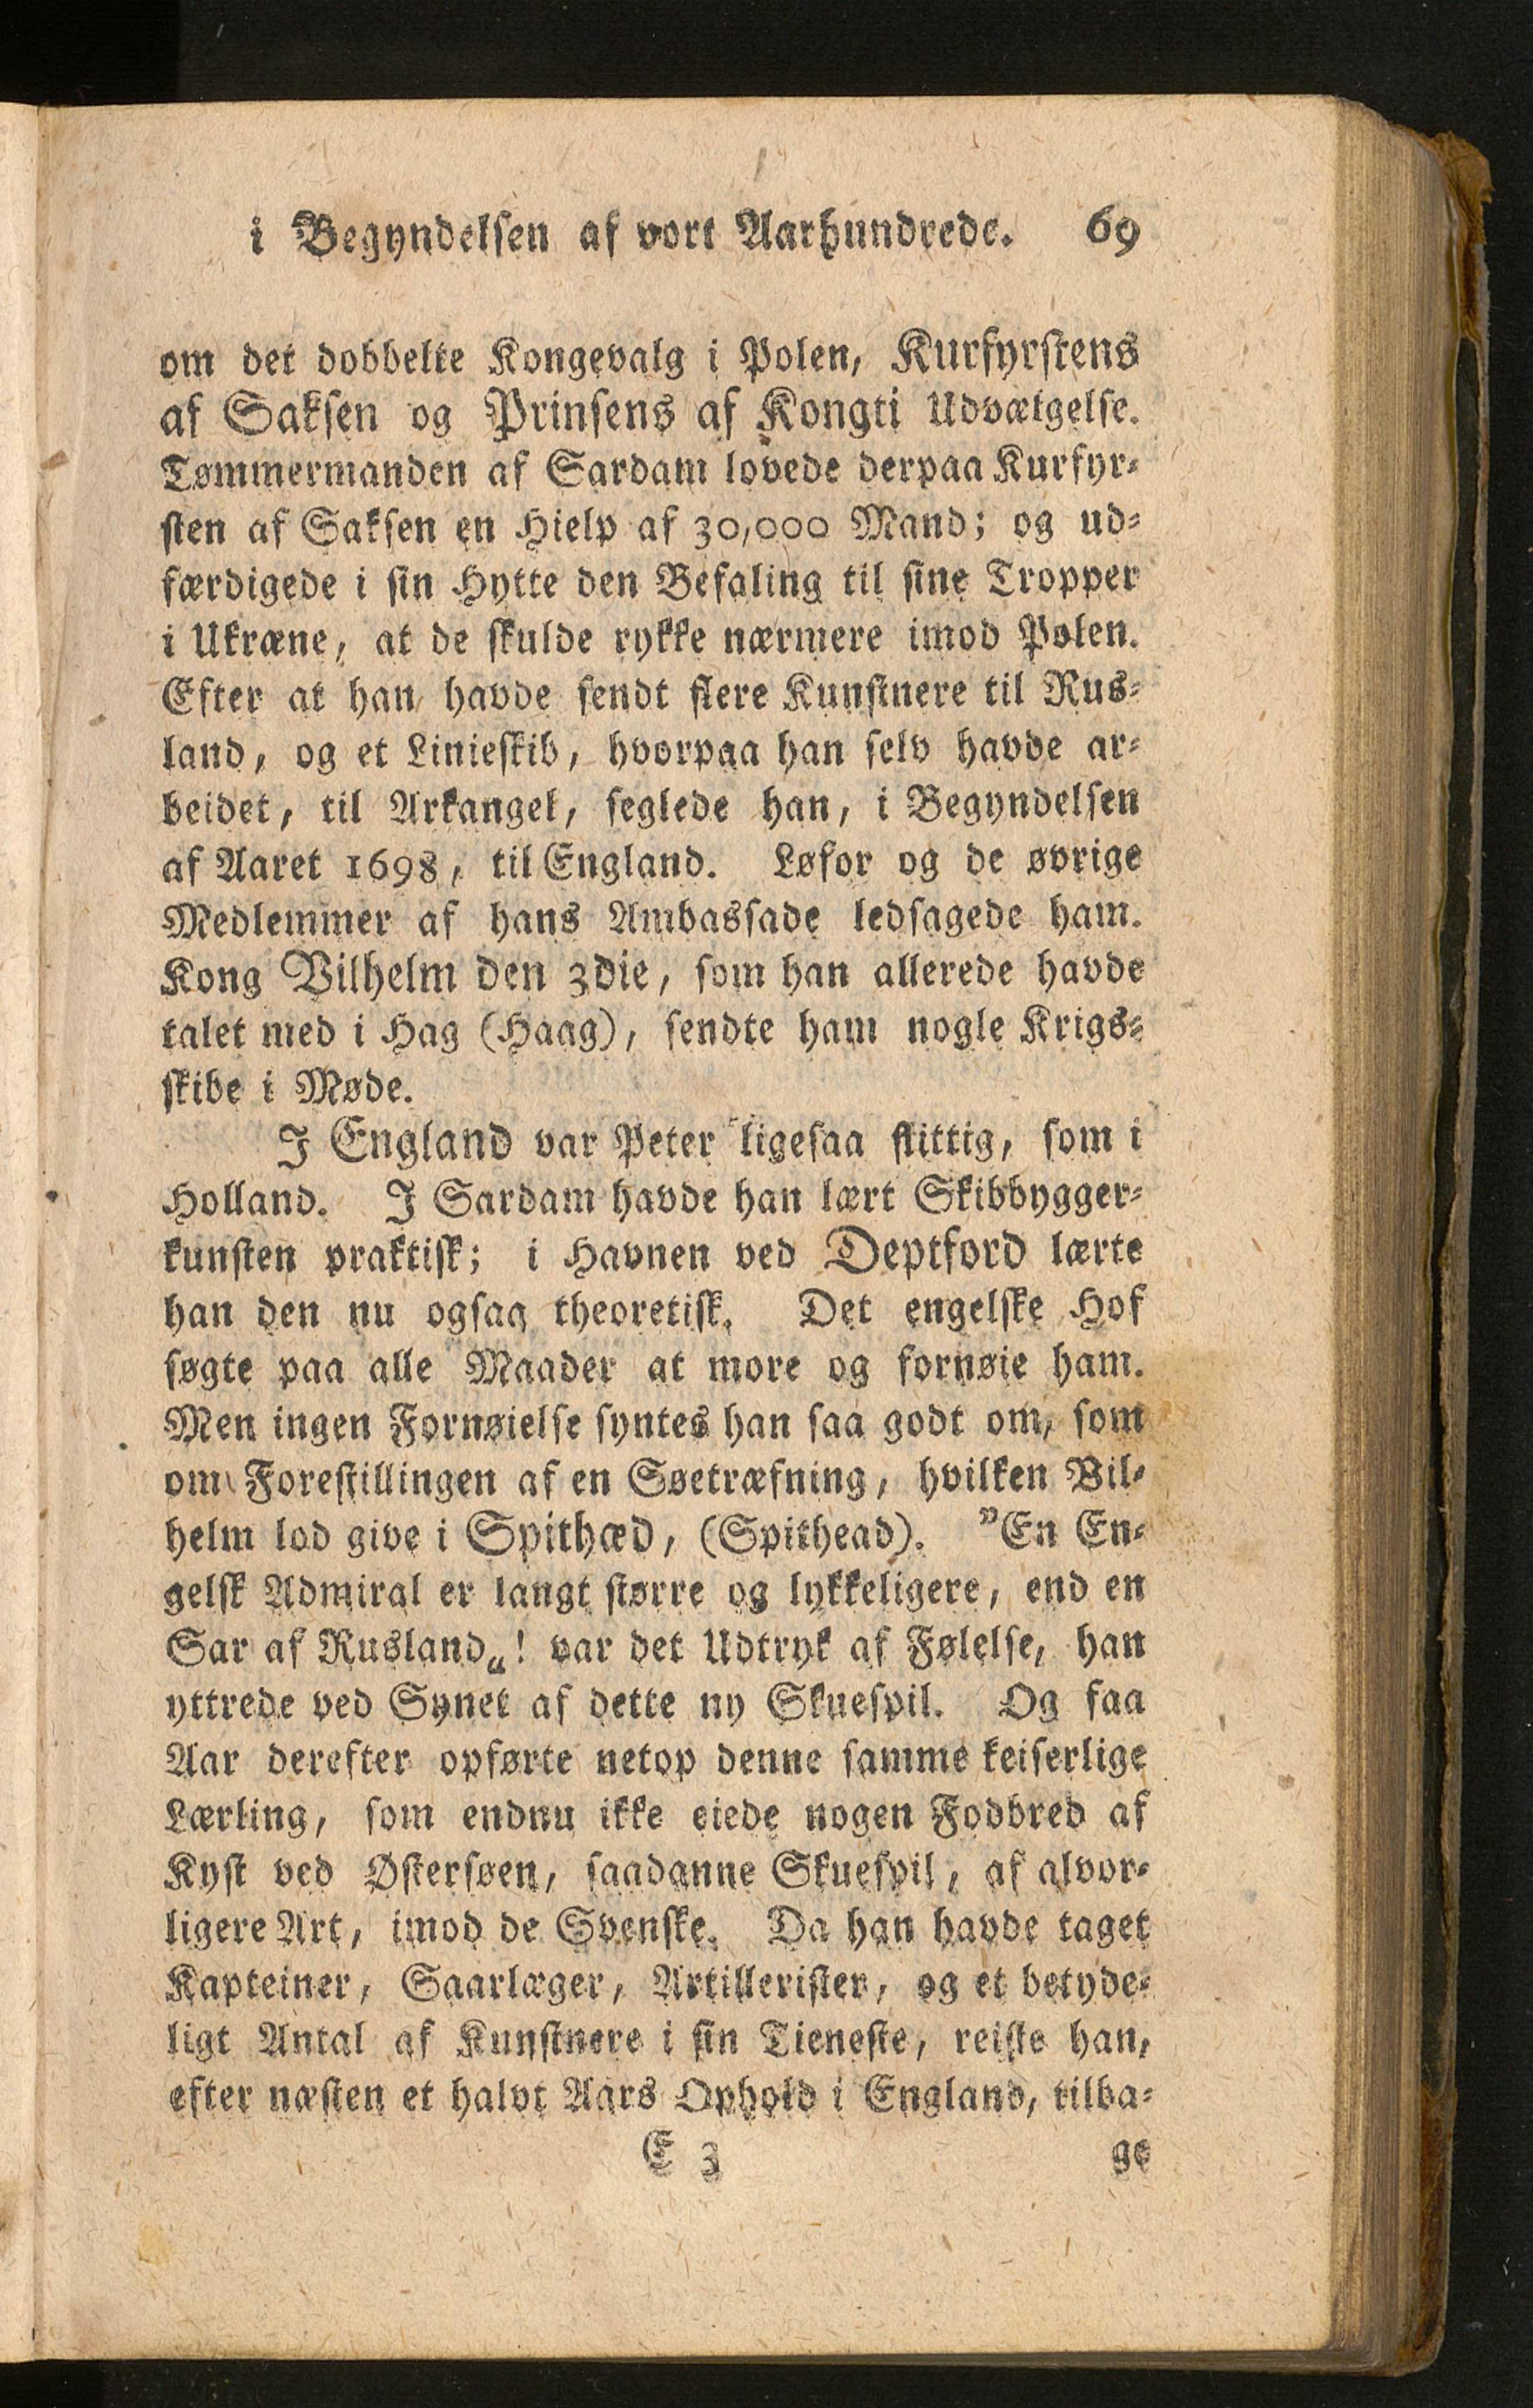 i Begyndelsen af vort Aarhundrede. 69
om det dobbelte Kongevalg i Polen, Kurfyrstens
af Saksen og Prinsens af Kongti Udvælgelse.
Tømmermanden af Sardam lovede derpaa Kurfyr-
sten af Saksen en Hielp af 30,000 Mand; og ud-
færdigede i sin Hytte den Befaling til sine Tropper
i Ukræne, at de skulde rykke nærmere imod Polen.
Efter at han havde sendt flere Kunstnere til Rus-
land, og et Linieskib, hvorpaa han selv havde ar-
beidet, til Arkangel, seglede han, i Begyndelsen
af Aaret 1698, til England. Løfor og de øvrige
Medlemmer af hans Ambassade ledsagede ham.
Kong Vilhelm den 3die, som han allerede havde
talet med i Hag (Haag), sendte ham nogle Krigs-
skibe i Møde.
I England var Peter ligesaa flittig, som i
Holland. I Sardam havde han lært Skibbygger-
kunsten praktisk; i Havnen ved Deptford lærte
han den nu ogsaa theoretisk. Det engelske Hof
søgte paa alle Maader at more og fornøie ham.
Men ingen Fornøielse syntes han saa godt om, som
om Forestillingen af en Søetræfning, hvilken Vil-
helm lod give i Spithæd, (Spithead). "En En-
gelsk Admiral er langt større og lykkeligere, end en
Sar af Rusland„! var det Udtryk af Følelse, han
yttrede ved Synet af dette ny Skuespil. Og faa
Aar derefter opførte netop denne samme keiserlige
Lærling, som endnu ikke eiede nogen Fodbred af
Kyst ved Østersøen, saadanne Skuespil, af alvor-
ligere Art, imod de Svenske. Da han havde taget
Kapteiner, Saarlæger, Artillerister, og et betyde-
ligt Antal af Kunstnere i sin Tieneste, reiste han,
efter næsten et halvt Aars Ophold i England, tilba-
E 3 ge